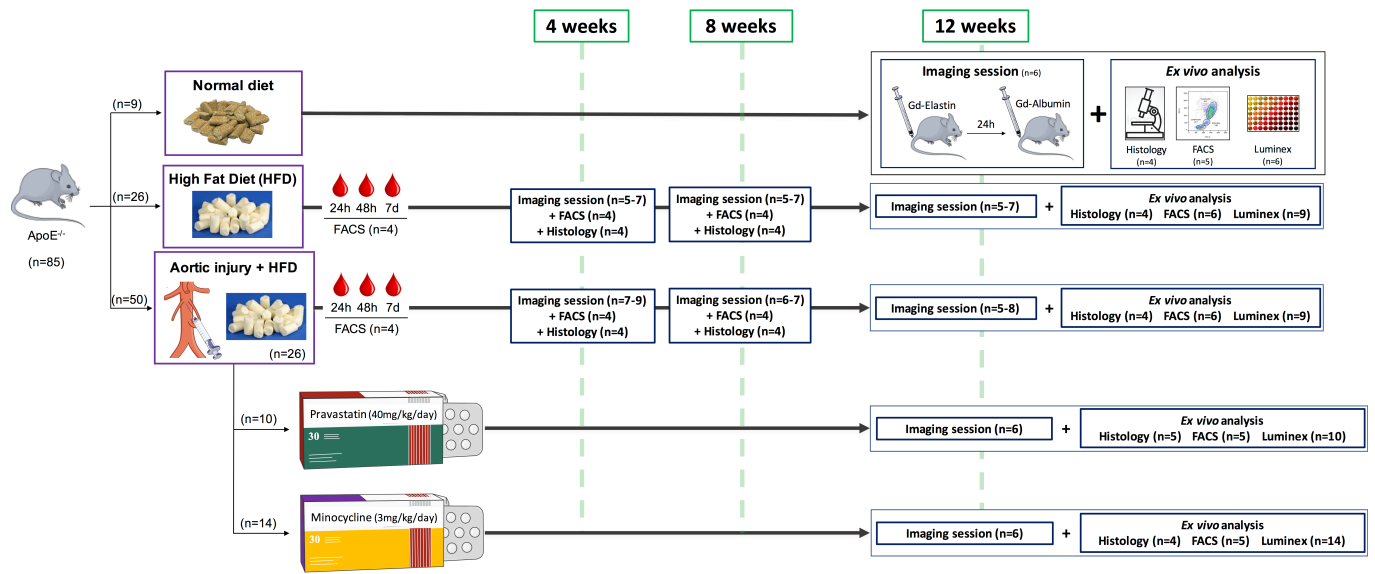 4 weeks
8 weeks
12 weeks
Normal diet
(n=9)
Imaging session (n=6)
Gd-Elastin
24h
Gd-Albumin
+
Ex vivo analysis
Histology
(n=4)
FACS
(n=5)
Luminex
(n=6)
ApoE-/-
(n=85)
(n=26)
High Fat Diet (HFD)
24h 48h 7d
FACS (n=4)
Imaging session (n=5-7)
+ FACS (n=4)
+ Histology (n=4)
Imaging session (n=5-7)
+ FACS (n=4)
+ Histology (n=4)
Imaging session (n=5-7)
+
Ex vivo analysis
Histology (n=4) FACS (n=6) Luminex (n=9)
(n=50)
Aortic injury + HFD
(n=26)
24h 48h 7d
FACS (n=4)
Imaging session (n=7-9)
+ FACS (n=4)
+ Histology (n=4)
Imaging session (n=6-7)
+ FACS (n=4)
+ Histology (n=4)
Imaging session (n=5-8)
+
Ex vivo analysis
Histology (n=4) FACS (n=6) Luminex (n=9)
(n=10)
Pravastatin (40mg/kg/day)
30
Imaging session (n=6)
+
Ex vivo analysis
Histology (n=5) FACS (n=5) Luminex (n=10)
(n=14)
Minocycline (3mg/kg/day)
30
Imaging session (n=6)
+
Ex vivo analysis
Histology (n=4) FACS (n=5) Luminex (n=14)